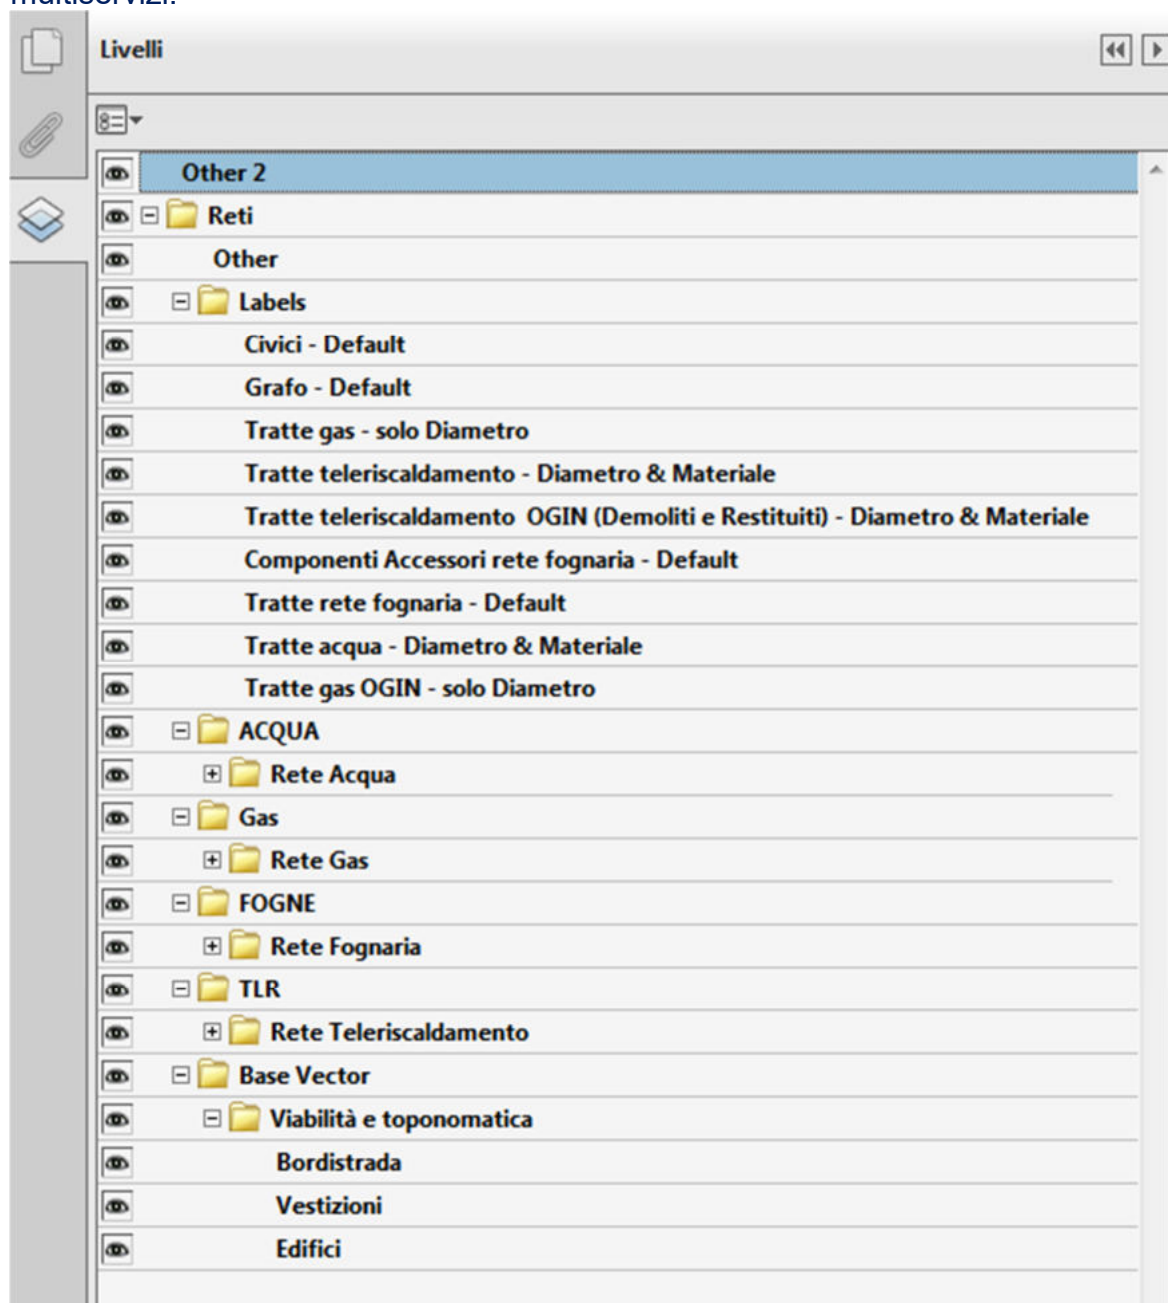 multiservizi.
Livelli
Other 2
Reti
Other
Labels
Civici - Default
Grafo - Default
Tratte gas - solo Diametro
Tratte teleriscaldamento - Diametro & Materiale
Tratte teleriscaldamento OGIN (Demoliti e Restituiti) - Diametro & Materiale
Componenti Accessori rete fognaria - Default
Tratte rete fognaria - Default
Tratte acqua - Diametro & Materiale
Tratte gas OGIN - solo Diametro
ACQUA
Rete Acqua
Gas
Rete Gas
FOGNE
Rete Fognaria
TLR
Rete Teleriscaldamento
Base Vector
Viabilità e toponomatica
Bordistrada
Vestizioni
Edifici